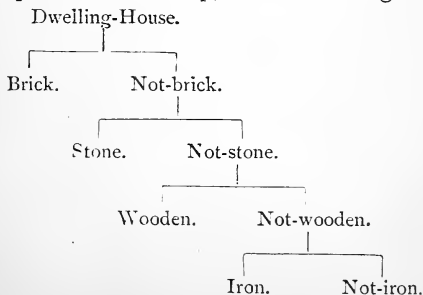 Dwelling-House.
Brick. Not-brick.
Stone. Not-stone.
Wooden. Not-wooden.
Iron. Not-iron.